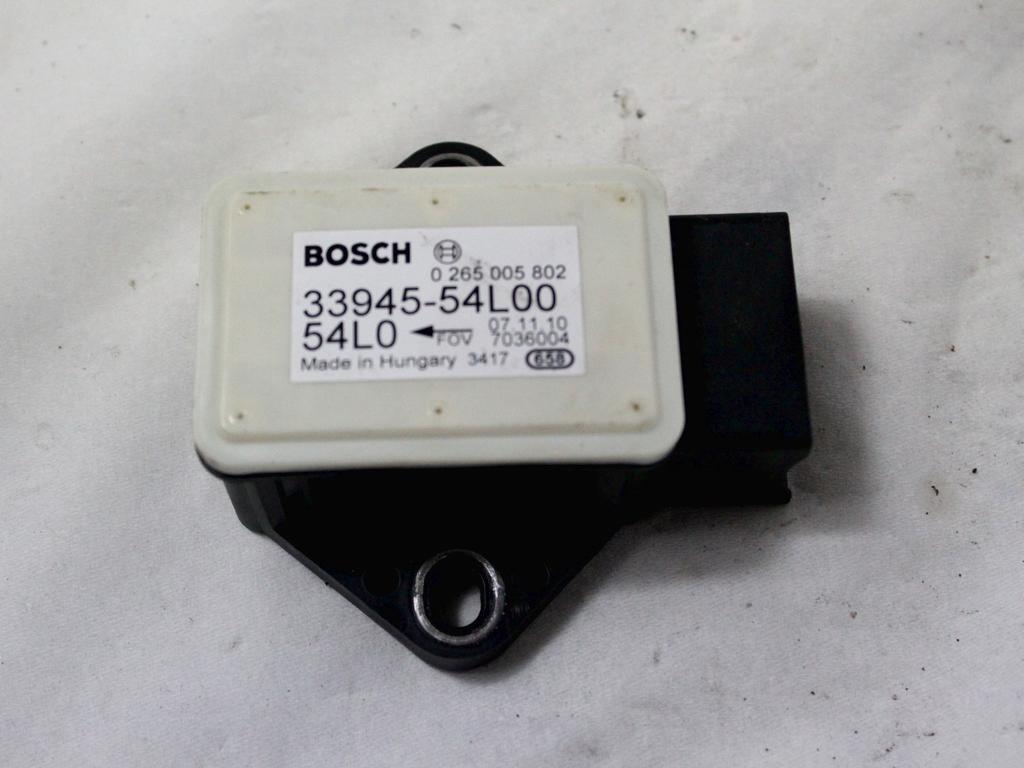 BOSCH
0 265 005 802
33945-54L00
54L0 FOV 07.11.10
7036004
Made in Hungary 3417 658